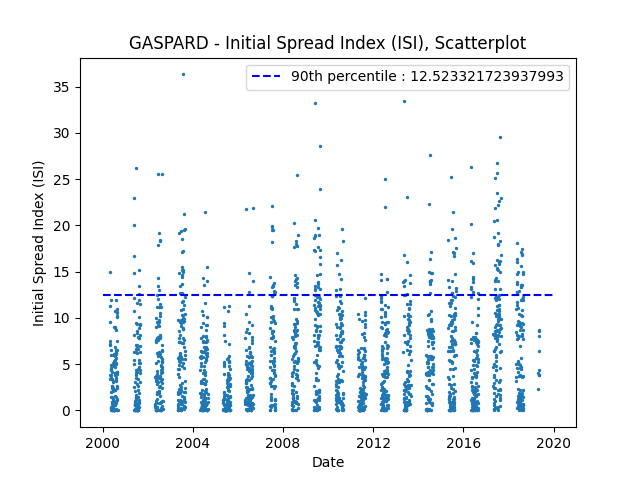 GASPARD - Initial Spread Index (ISI), Scatterplot
90th percentile : 12.523321723937993
35
30
25
20
15
10
5
0
Initial Spread Index (ISI)
2000 2004 2008 2012 2016 2020
Date